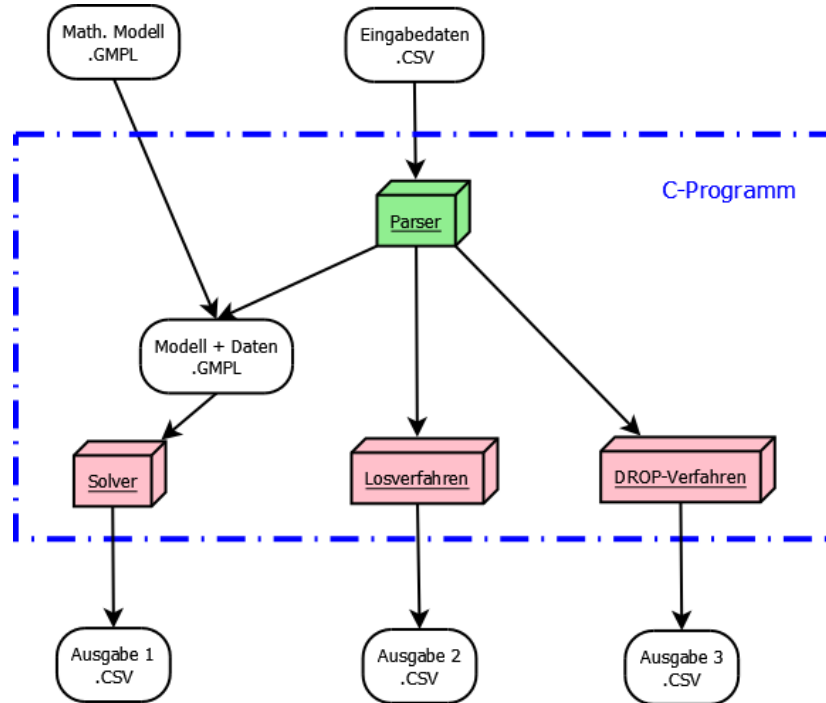 Math. Modell
.GMPL
Eingabedaten
.CSV
C-Programm
Parser
Modell + Daten
.GMPL
Solver
Losverfahren
DROP-Verfahren
Ausgabe 1
.CSV
Ausgabe 2
.CSV
Ausgabe 3
.CSV